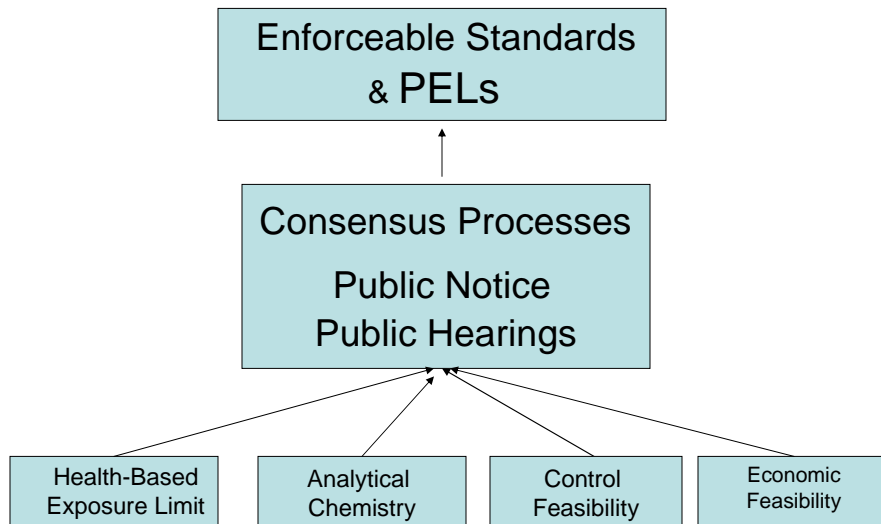 Enforceable Standards
& PELs
Consensus Processes
Public Notice
Public Hearings
Health-Based
Exposure Limit
Analytical
Chemistry
Control
Feasibility
Economic
Feasibility